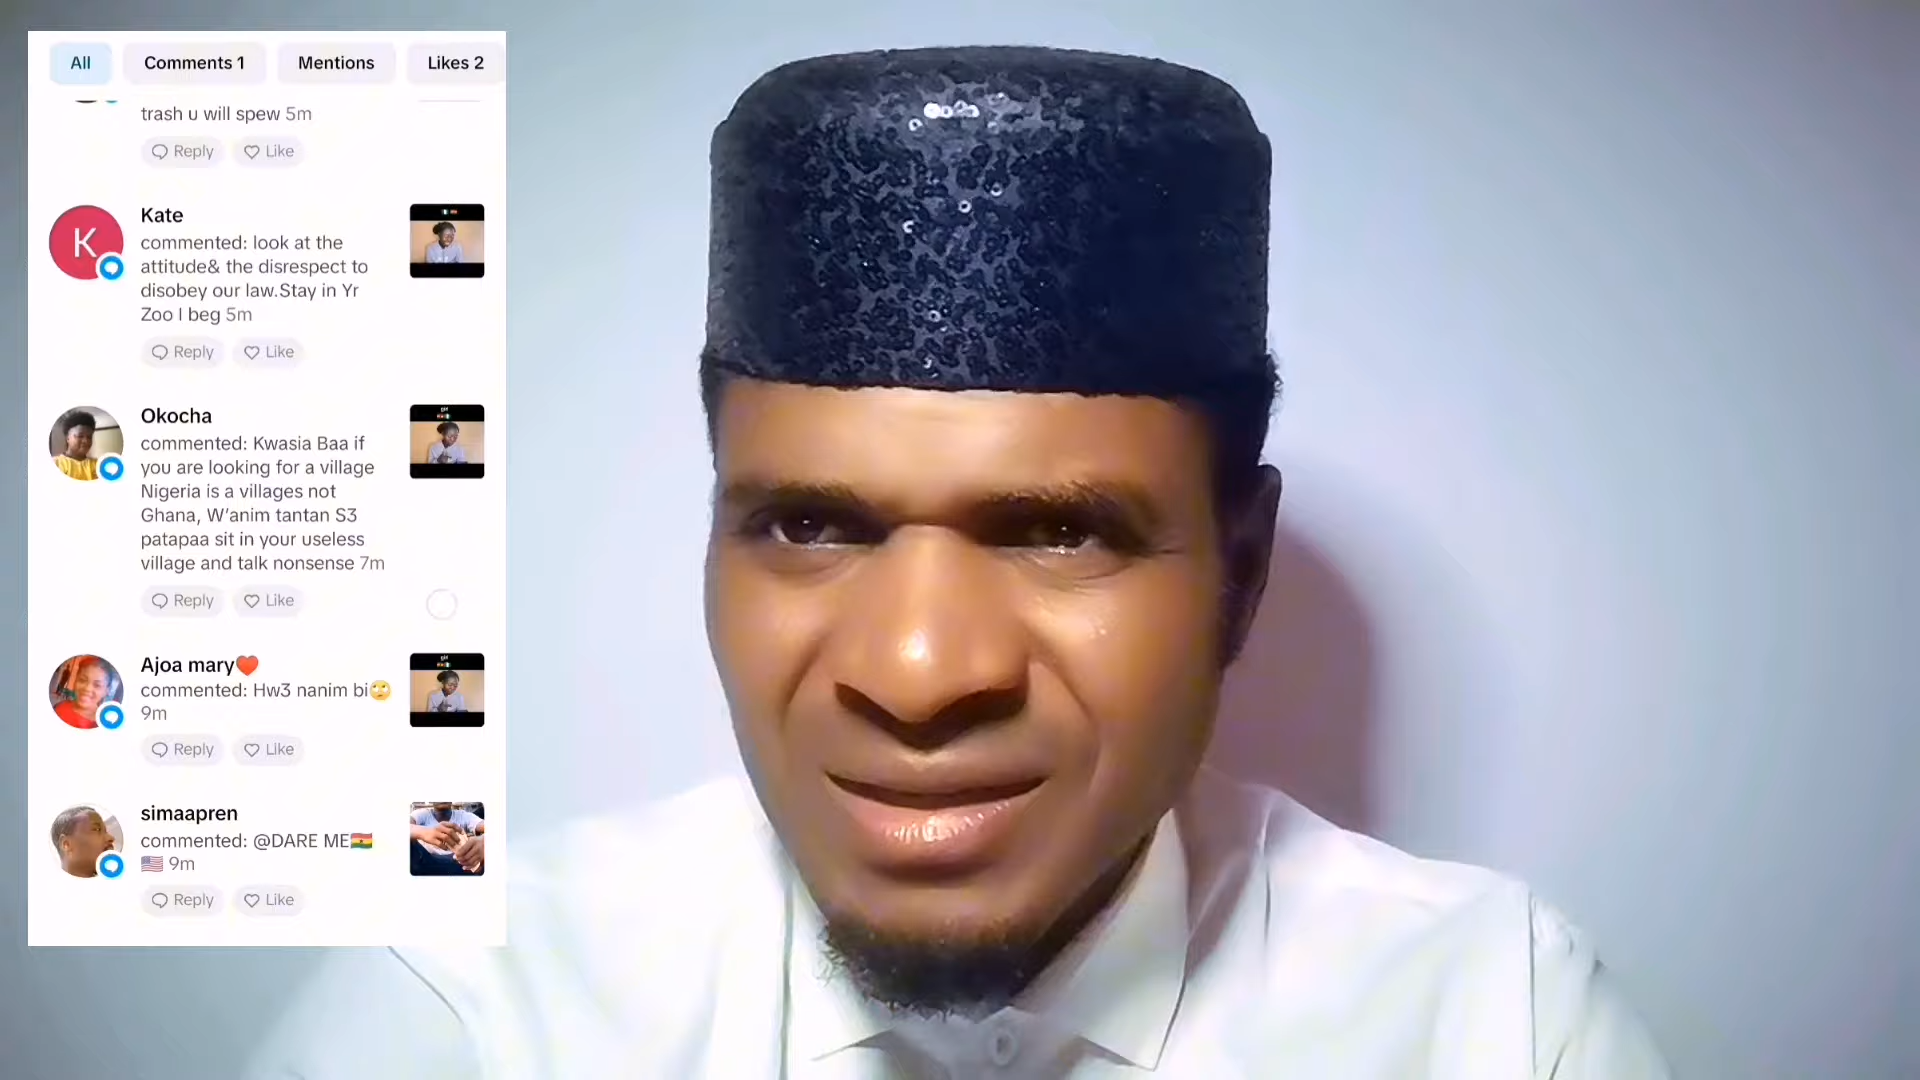 All
Comments 1
Mentions
Likes 2
trash u will spew 5m
Reply
Like
K
Kate
commented: look at the
attitude& the disrespect to
disobey our law.Stay in Yr
Zoo I beg 5m
Reply
Like
Okocha
commented: Kwasia Baa if
you are looking for a village
Nigeria is a villages not
Ghana, W'anim tantan S3
patapaa sit in your useless
village and talk nonsense 7m
Reply
Like
Ajoa mary❤️
commented: Hw3 nanim bi🙄
9m
Reply
Like
simaapren
commented: @DARE ME🇬🇭
🇺🇸 9m
Reply
Like